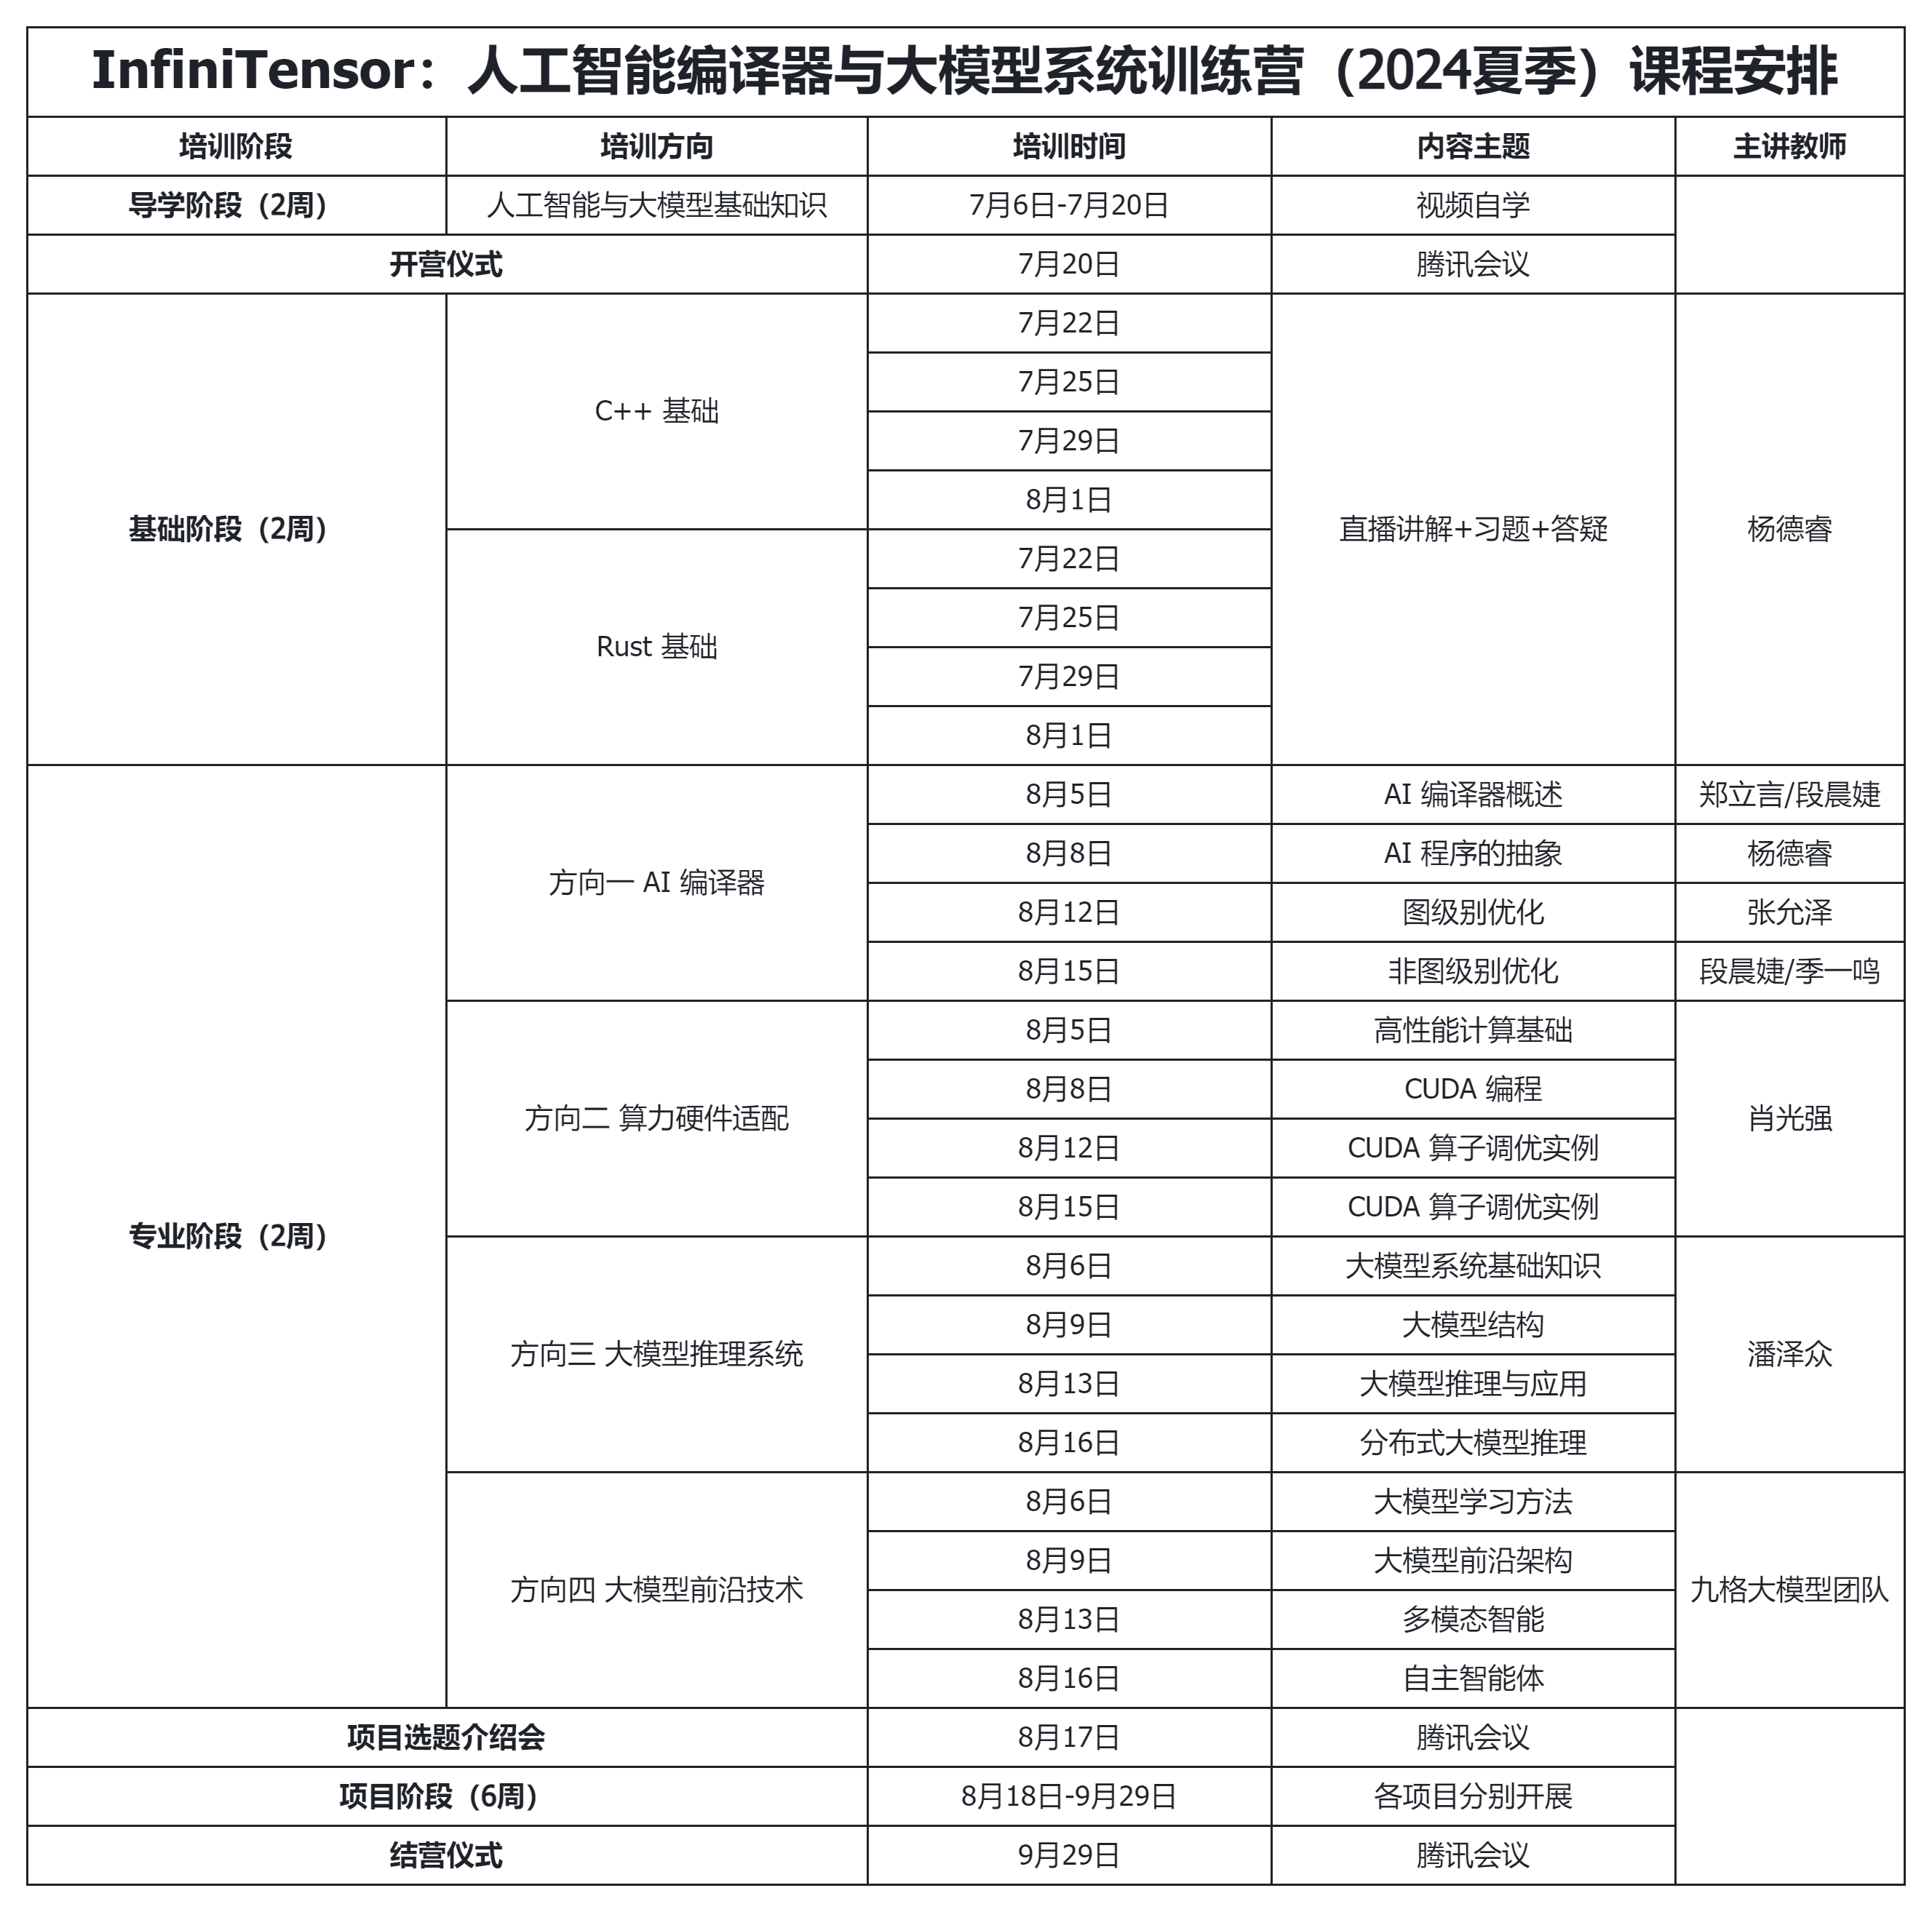 InfiniTensor：人工智能编译器与大模型系统训练营（2024夏季）课程安排
培训阶段 培训方向 培训时间 内容主题 主讲教师
导学阶段（2周） 人工智能与大模型基础知识 7月6日-7月20日 视频自学
开营仪式 7月20日 腾讯会议
基础阶段（2周） C++ 基础 7月22日 直播讲解+习题+答疑 杨德睿
7月25日
7月29日
8月1日
Rust 基础 7月22日
7月25日
7月29日
8月1日
专业阶段（2周） 方向一 AI 编译器 8月5日 AI 编译器概述 郑立言/段晨婕
8月8日 AI 程序的抽象 杨德睿
8月12日 图级别优化 张允泽
8月15日 非图级别优化 段晨婕/季一鸣
方向二 算力硬件适配 8月5日 高性能计算基础 肖光强
8月8日 CUDA 编程
8月12日 CUDA 算子调优实例
8月15日 CUDA 算子调优实例
方向三 大模型推理系统 8月6日 大模型系统基础知识 潘泽众
8月9日 大模型结构
8月13日 大模型推理与应用
8月16日 分布式大模型推理
方向四 大模型前沿技术 8月6日 大模型学习方法 九格大模型团队
8月9日 大模型前沿架构
8月13日 多模态智能
8月16日 自主智能体
项目选题介绍会 8月17日 腾讯会议
项目阶段（6周） 8月18日-9月29日 各项目分别开展
结营仪式 9月29日 腾讯会议